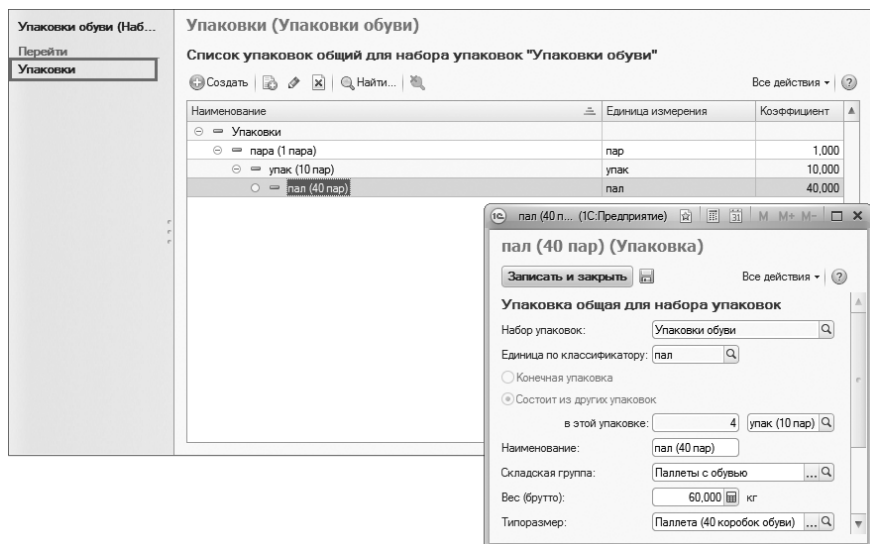 Упаковки обуви (Наб...
Перейти
Упаковки
Упаковки (Упаковки обуви)
Список упаковок общий для набора упаковок "Упаковки обуви"
Создать Найти... Все действия
Наименование Единица измерения Коэффициент
Упаковки
пара (1 пара) пар 1,000
упак (10 пар) упак 10,000
пал (40 пар) пал 40,000
1С пал (40 п... (1С:Предприятие) 31 M M+ M-
пал (40 пар) (Упаковка)
Записать и закрыть Все действия
Упаковка общая для набора упаковок
Набор упаковок: Упаковки обуви
Единица по классификатору: пал
Конечная упаковка
Состоит из других упаковок
в этой упаковке: 4 упак (10 пар)
Наименование: пал (40 пар)
Складская группа: Паллеты с обувью ...
Вес (брутто): 60,000 кг
Типоразмер: Паллета (40 коробок обуви) ...